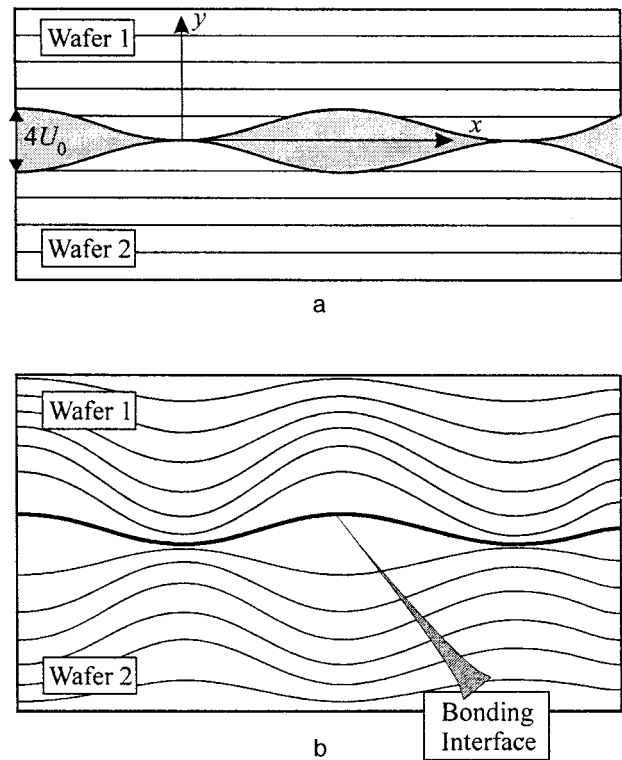 Wafer 1
y
4U0
x
Wafer 2
a
Wafer 1
Wafer 2
Bonding
Interface
b